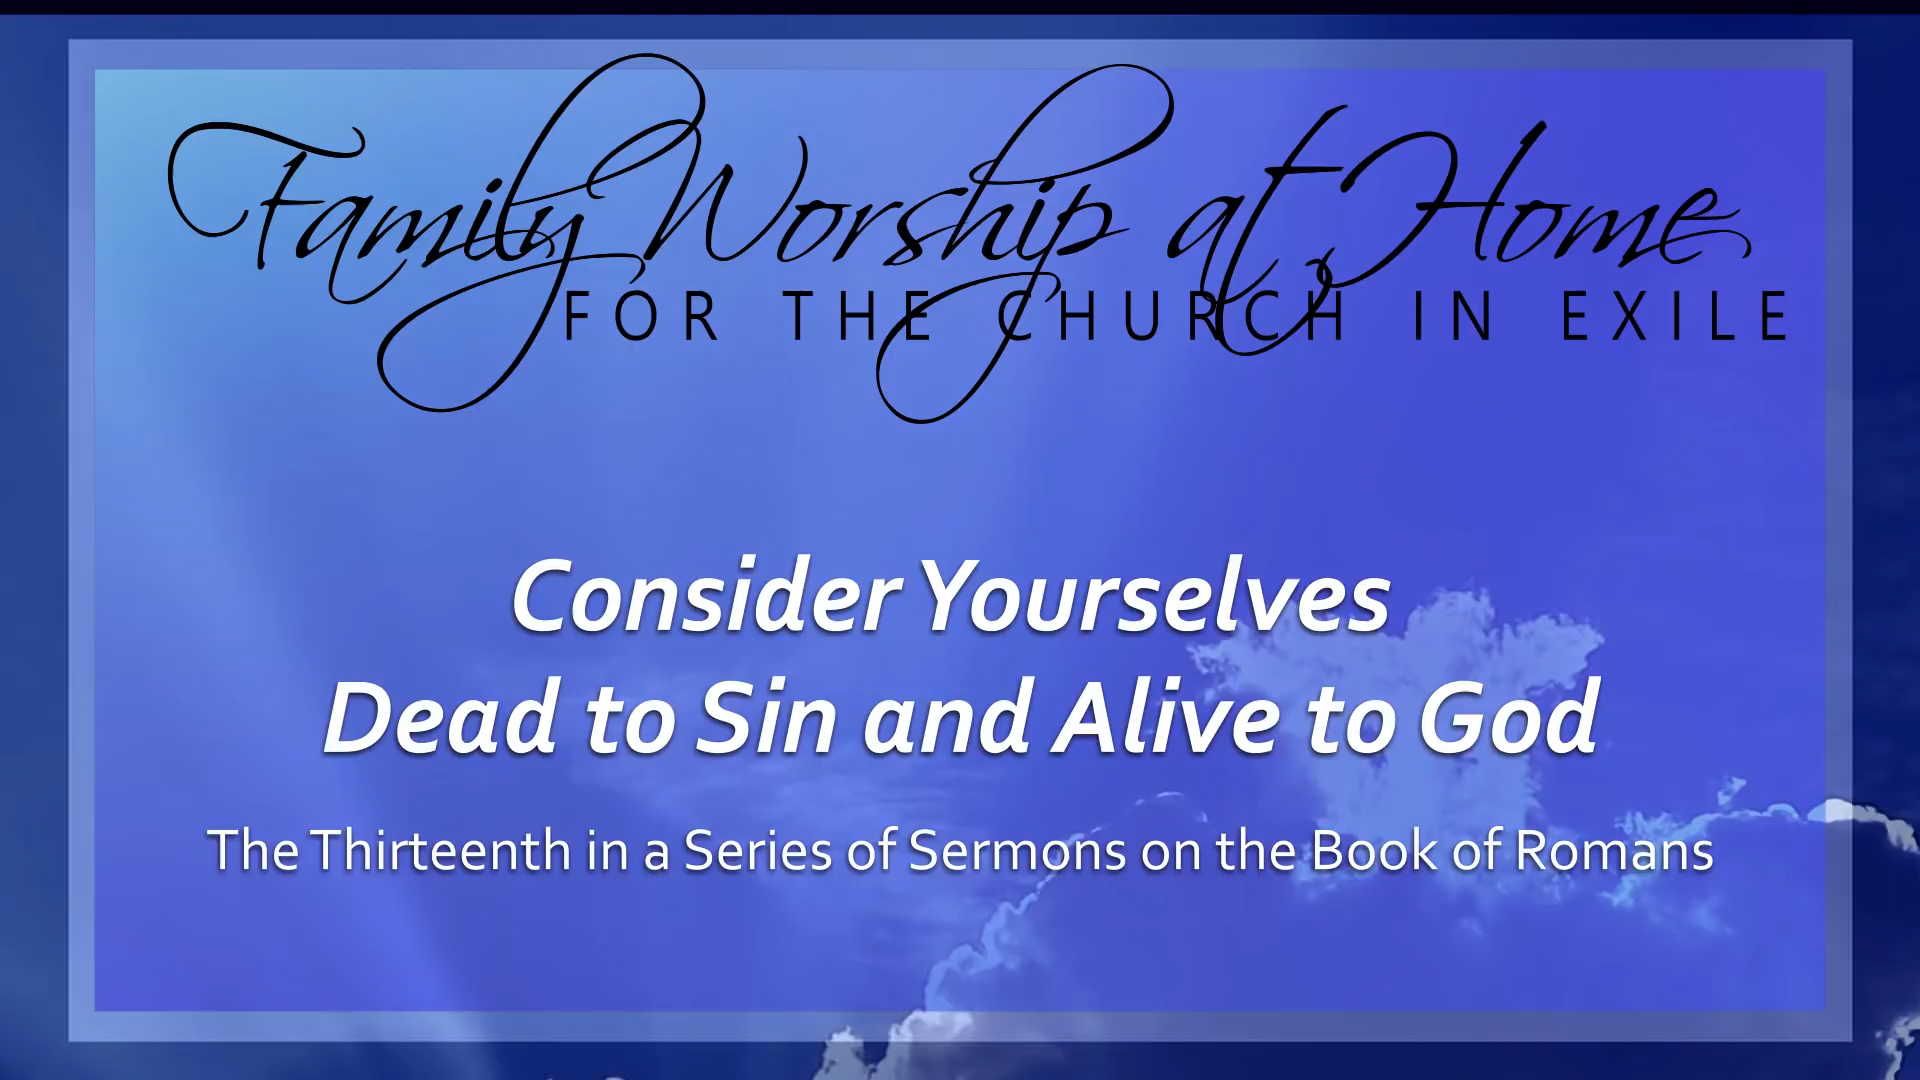 Family Worship at Home
FOR THE CHURCH IN EXILE
Consider Yourselves
Dead to Sin and Alive to God
The Thirteenth in a Series of Sermons on the Book of Romans